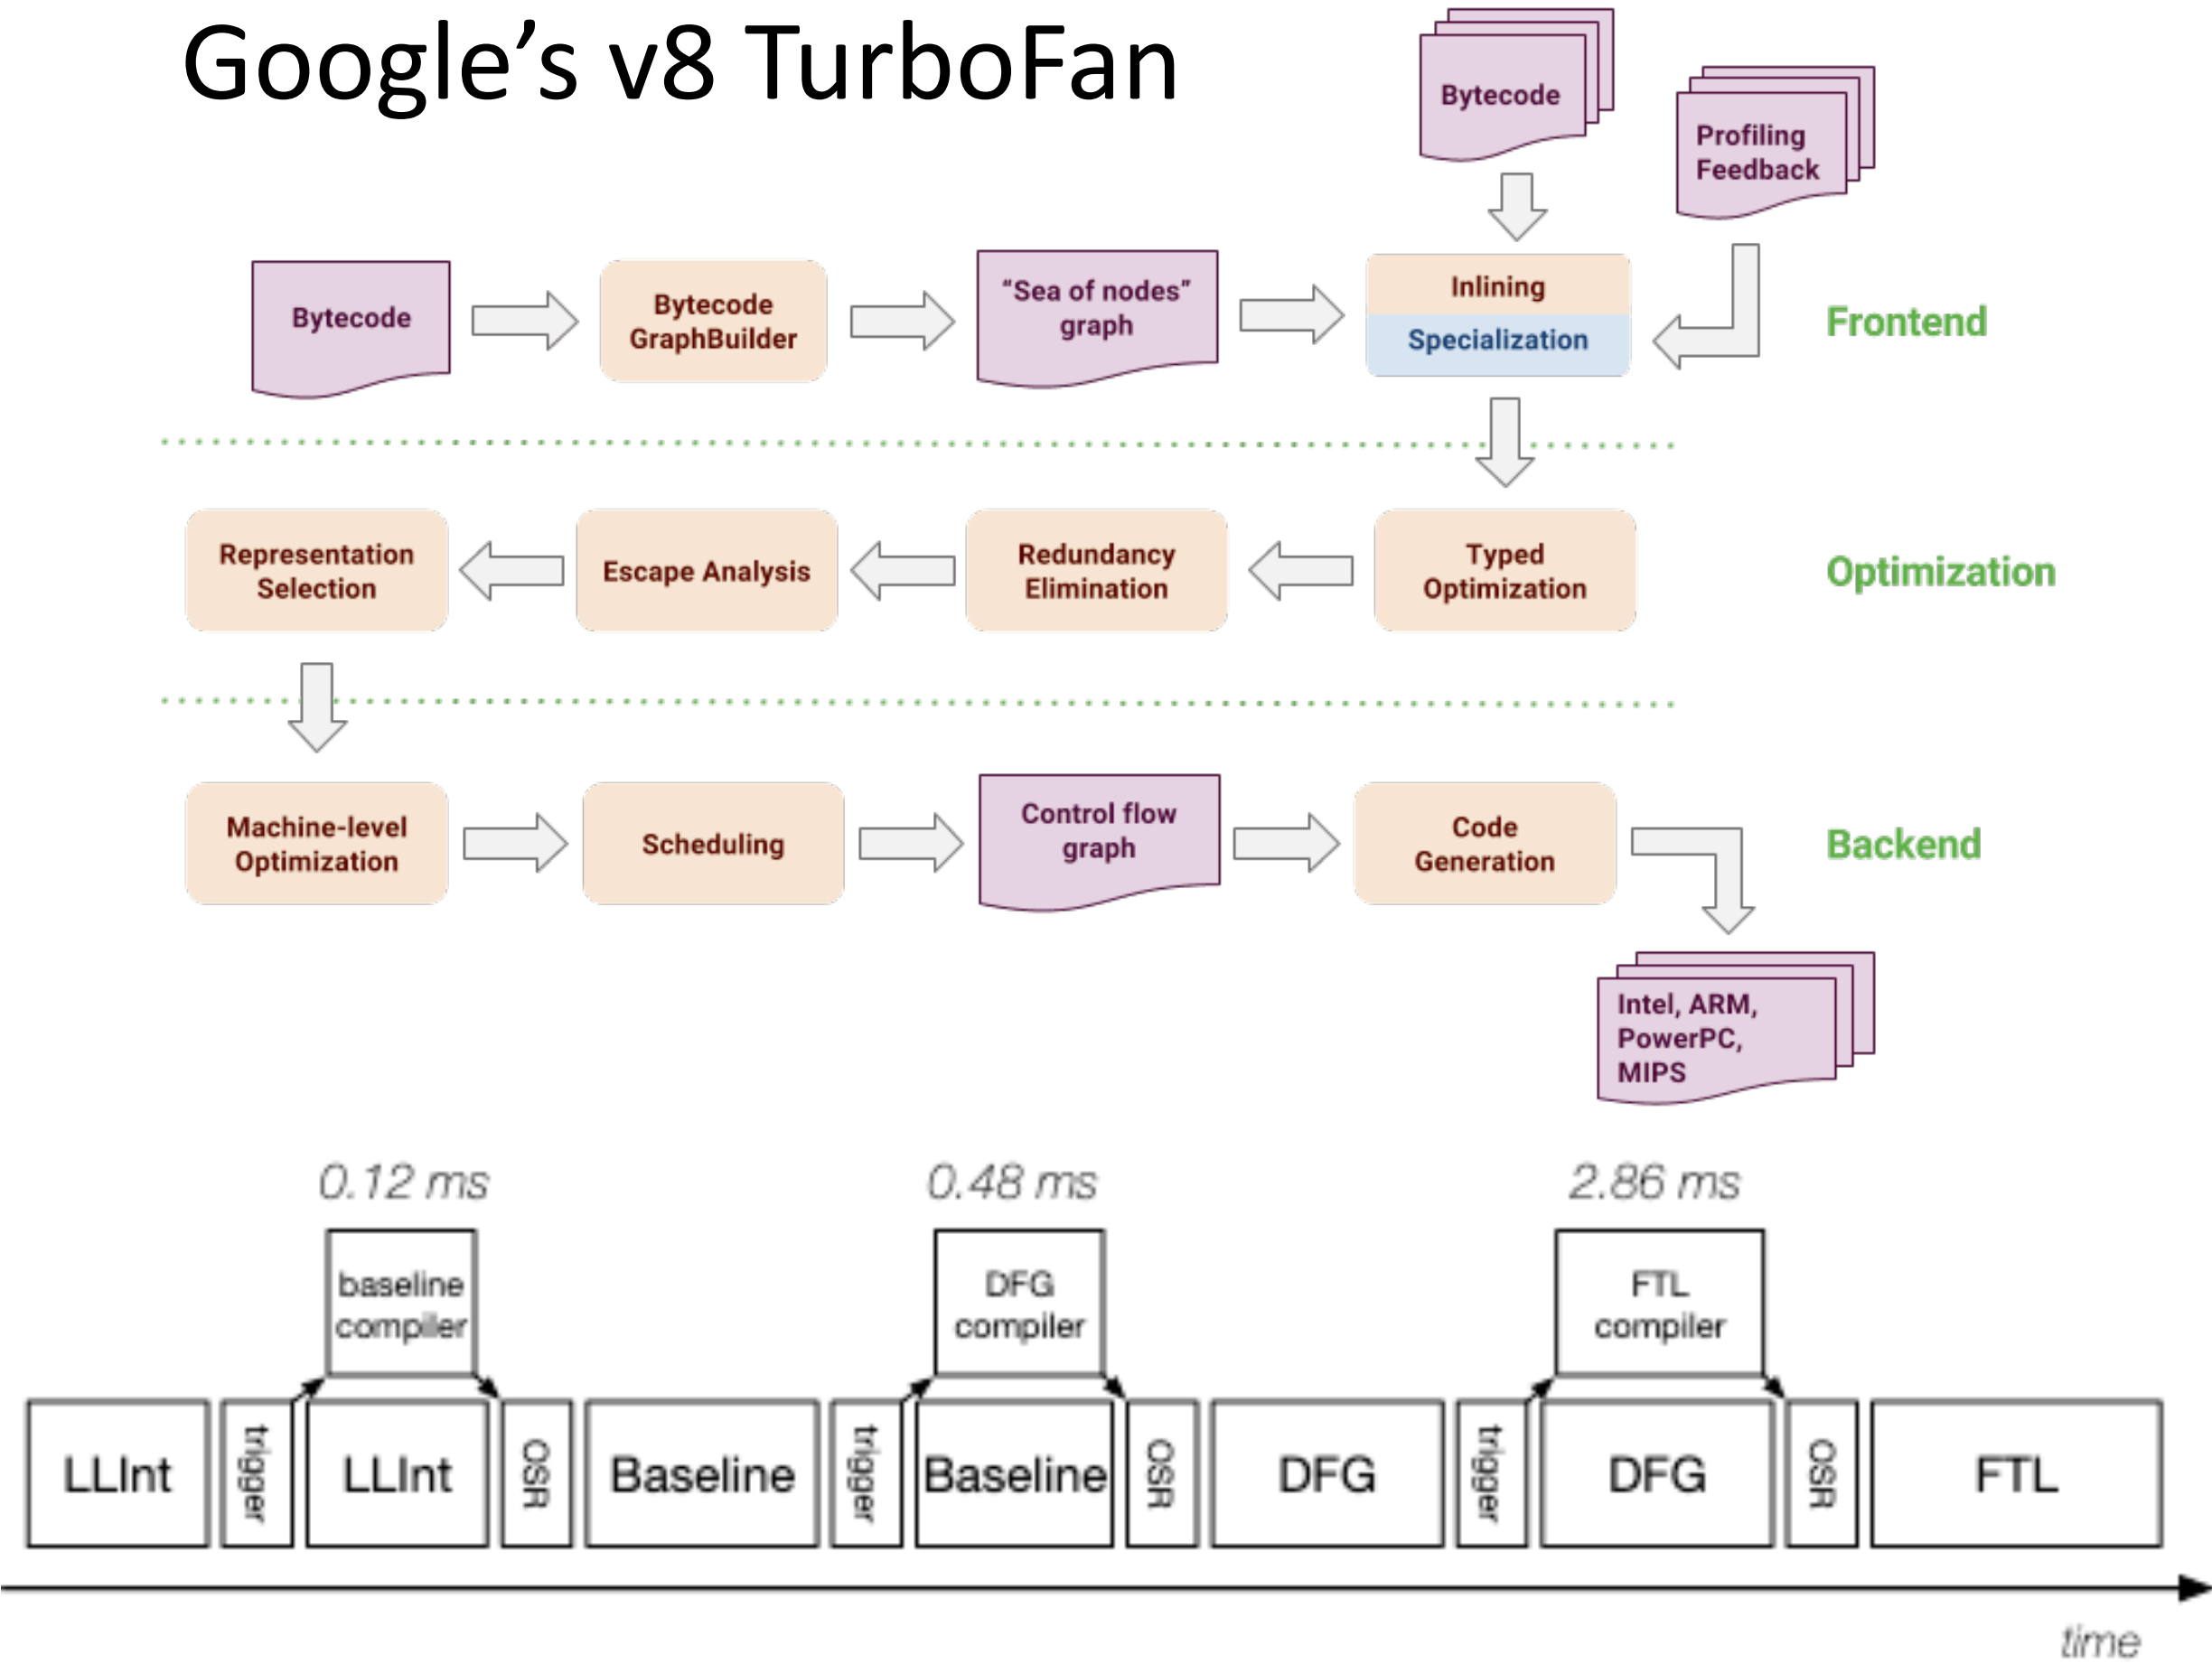 Google’s v8 TurboFan
Bytecode
Profiling
Feedback
Bytecode
Bytecode
GraphBuilder
“Sea of nodes”
graph
Inlining
Specialization
Frontend
Representation
Selection
Escape Analysis
Redundancy
Elimination
Typed
Optimization
Optimization
Machine-level
Optimization
Scheduling
Control flow
graph
Code
Generation
Backend
Intel, ARM,
PowerPC,
MIPS
0.12 ms
0.48 ms
2.86 ms
baseline
compiler
DFG
compiler
FTL
compiler
LLInt
trigger
LLInt
OSR
Baseline
trigger
Baseline
OSR
DFG
trigger
DFG
OSR
FTL
time